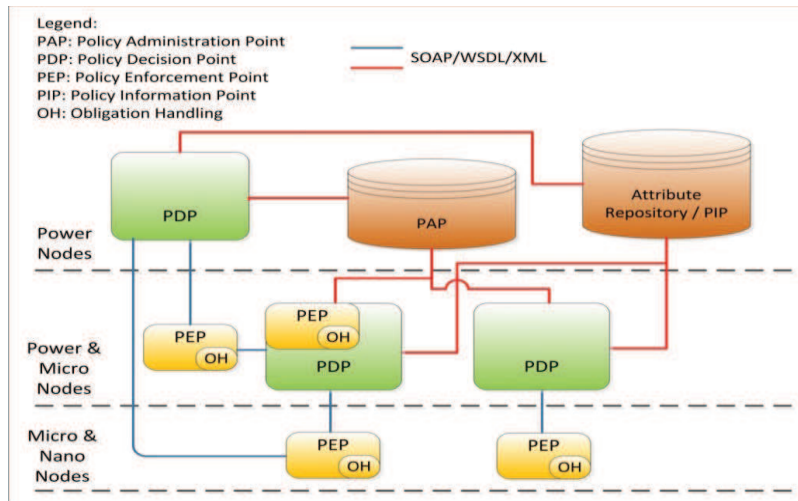 Legend:
PAP: Policy Administration Point
PDP: Policy Decision Point
PEP: Policy Enforcement Point
PIP: Policy Information Point
OH: Obligation Handling
SOAP/WSDL/XML
PDP
PAP
Attribute
Repository / PIP
Power
Nodes
PEP
OH
PEP
OH
PDP
PDP
Power &
Micro
Nodes
PEP
OH
PEP
OH
Micro &
Nano
Nodes